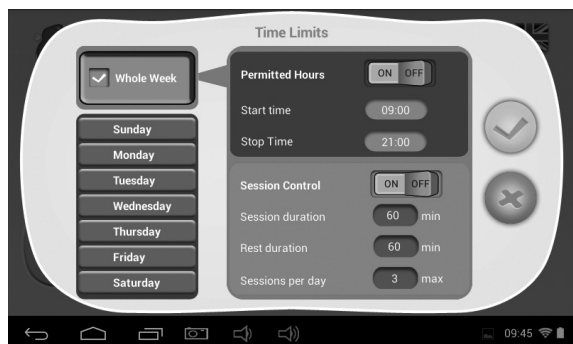 Time Limits
Whole Week
Sunday
Monday
Tuesday
Wednesday
Thursday
Friday
Saturday
Permitted Hours ON OFF
Start time 09:00
Stop Time 21:00
Session Control ON OFF
Session duration 60 min
Rest duration 60 min
Sessions per day 3 max
09:45